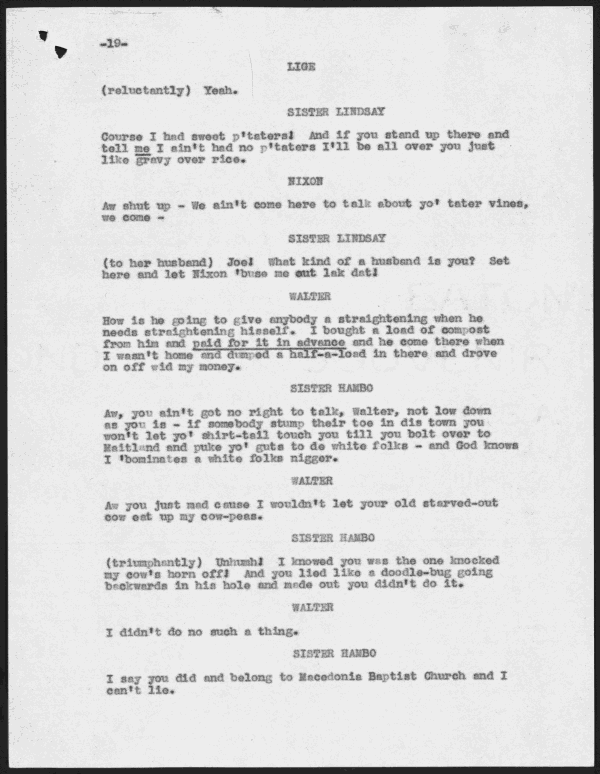 -19-
LIGE
(reluctantly) Yeah.
SISTER LINDSAY
Course I had sweet p'taters! And if you stand up there and
tell me I ain't had no p'taters I'll be all over you just
like gravy over rice.
NIXON
Aw shut up - We ain't come here to talk about yo' tater vines,
we come -
SISTER LINDSAY
(to her husband) Joe! What kind of a husband is you? Set
here and let Nixon 'buse me out lak dat!
WALTER
How is he going to give anybody a straightening when he
needs straightening hisself. I bought a load of compost
from him and paid for it in advance and he come there when
I wasn't home and dumped a half-a-load in there and drove
on off wid my money.
SISTER HAMBO
Aw, you ain't got no right to talk, Walter, not low down
as you is - if somebody stump their toe in dis town you
won't let yo' shirt-tail touch you till you bolt over to
Maitland and puke yo' guts to de white folks - and God knows
I 'bominates a white folks nigger.
WALTER
Aw you just mad cause I wouldn't let your old starved-out
cow eat up my cow-peas.
SISTER HAMBO
(triumphantly) Unhumh! I knowed you was the one knocked
my cow's horn off! And you lied like a doodle-bug going
backwards in his hole and made out you didn't do it.
WALTER
I didn't do no such a thing.
SISTER HAMBO
I say you did and belong to Macedonia Baptist Church and I
can't lie.